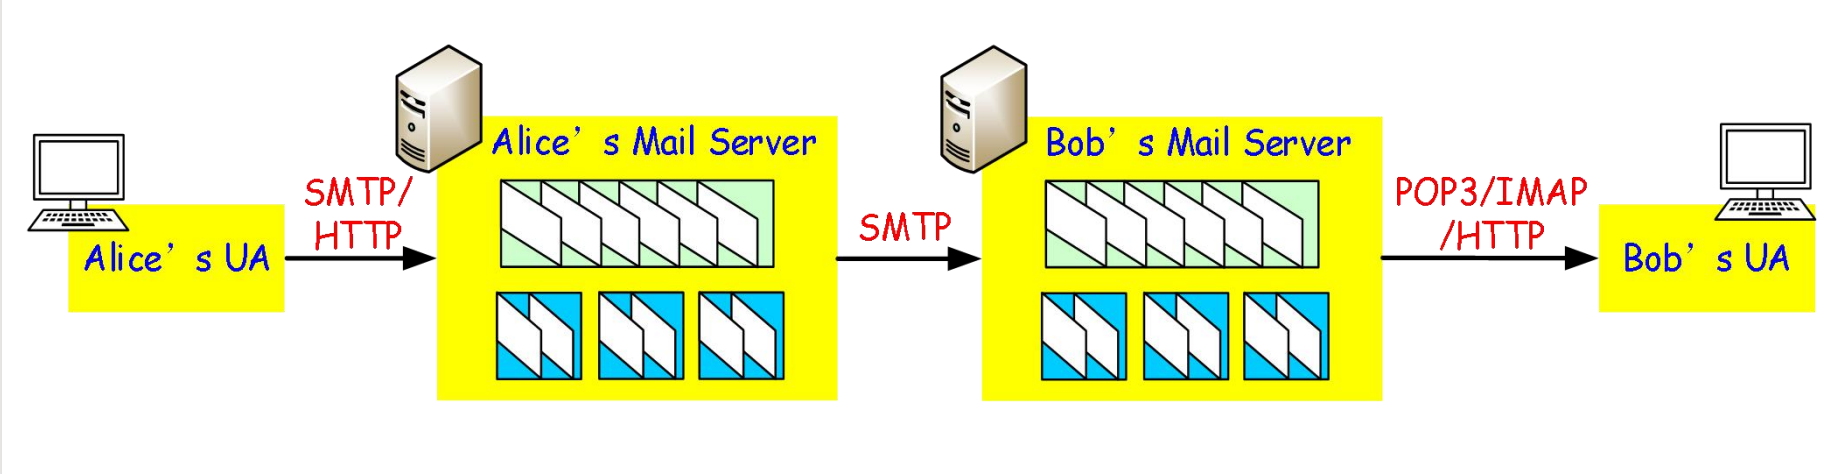 Alice’s Mail Server
Bob’s Mail Server
SMTP/
HTTP
SMTP
POP3/IMAP
/HTTP
Alice’s UA
Bob’s UA